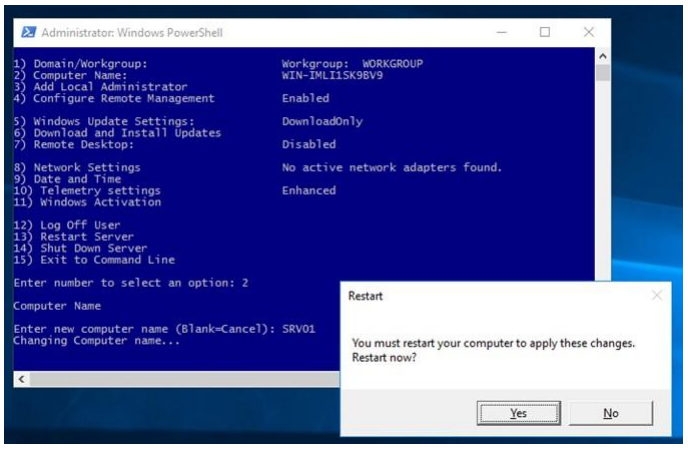 Administrator: Windows PowerShell
1) Domain/Workgroup: Workgroup: WORKGROUP
2) Computer Name: WIN-IMLI1SK9BV9
3) Add Local Administrator
4) Configure Remote Management Enabled
5) Windows Update Settings: DownloadOnly
6) Download and Install Updates
7) Remote Desktop: Disabled
8) Network Settings No active network adapters found.
9) Date and Time
10) Telemetry settings Enhanced
11) Windows Activation
12) Log Off User
13) Restart Server
14) Shut Down Server
15) Exit to Command Line
Enter number to select an option: 2
Computer Name
Enter new computer name (Blank=Cancel): SRV01
Changing Computer name...
Restart
You must restart your computer to apply these changes.
Restart now?
Yes No